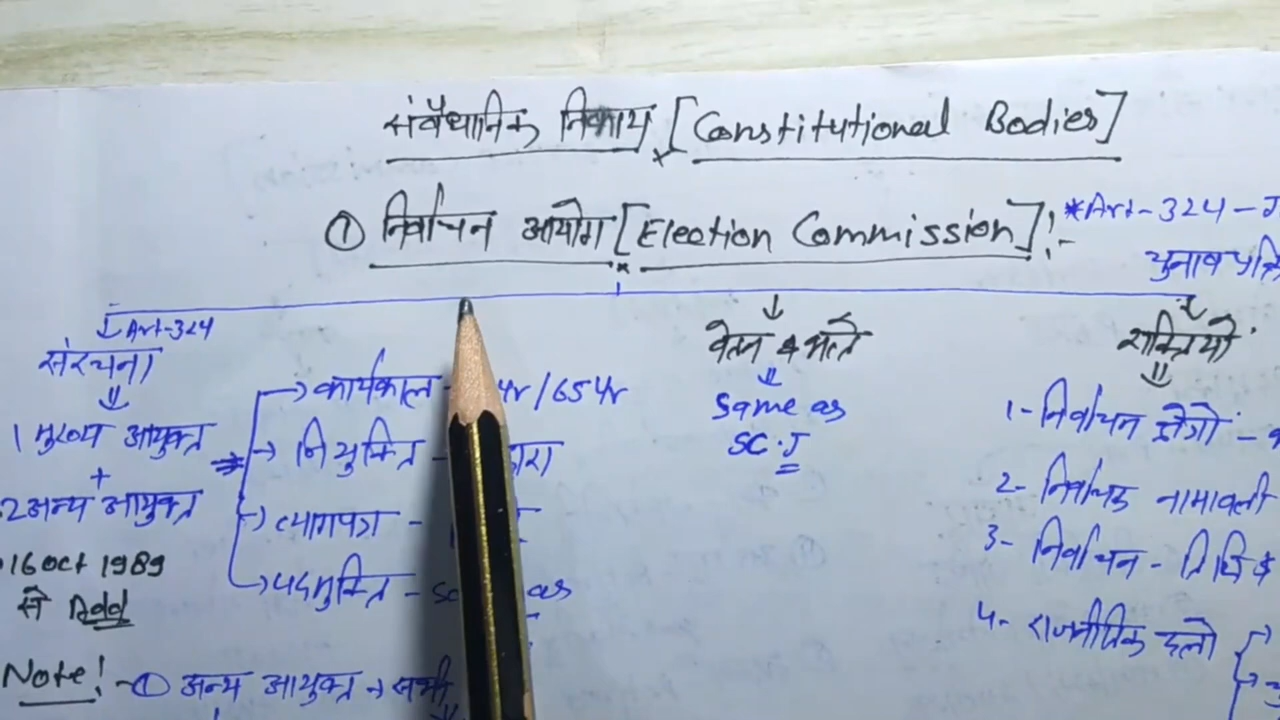 संवैधानिक निकाय [Constitutional Bodies]
① निर्वाचन आयोग [Election Commission]:-
*Art-324-
चुनाव
Art-324
संरचना
1 मुख्य आयुक्त
+
2 अन्य आयुक्त
16 Oct 1989
से Add
→ कार्यकाल - yr/65yr
→ नियुक्ति -
→ त्यागपत्र -
→ पदमुक्ति - as
वेतन व भत्ते
Same as
SC.J
शक्तियाँ
1- निर्वाचन क्षेत्रों -
2- निर्वाचक नामावली
3- निर्वाचन -
4- राजनीतिक दलों
Note! - ① अन्य आयुक्त → सभी